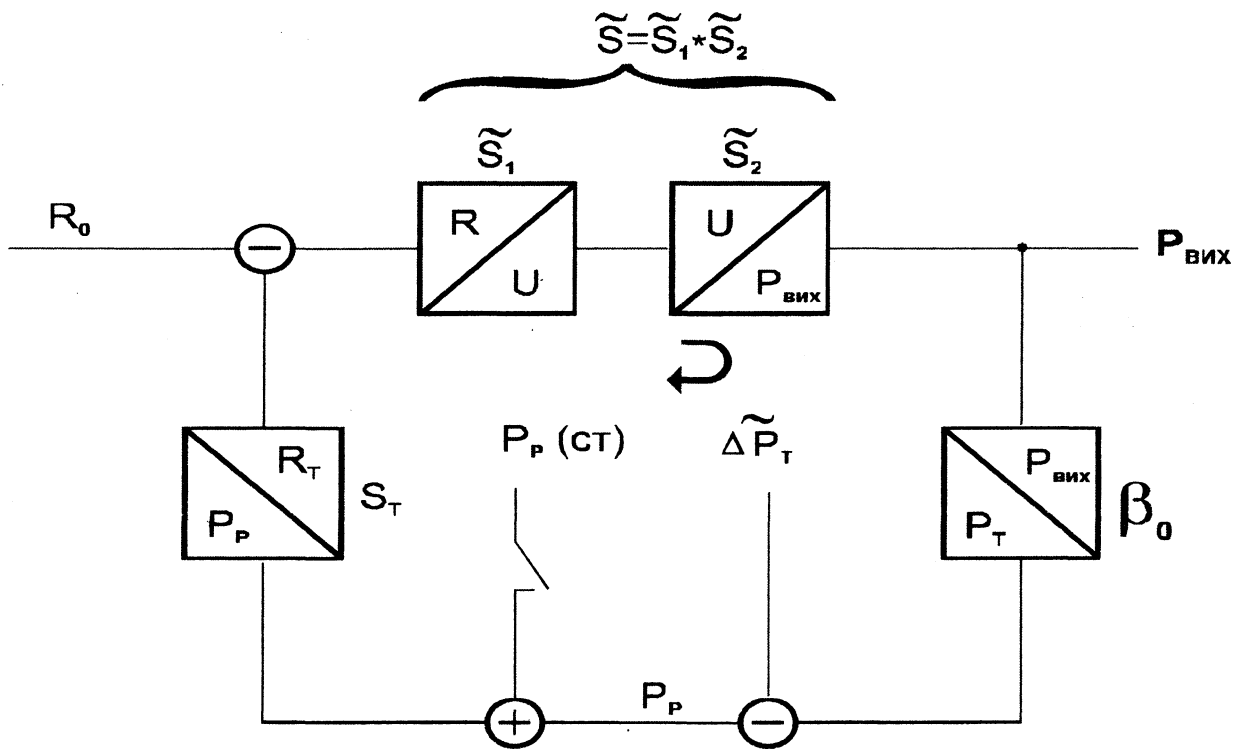 S̃=S̃₁*S̃₂
S̃₁ S̃₂
R₀
−
R
U
U
Pвих
Pвих
Pр (СТ)
ΔP̃т
Rт
Pр
Sт
Pвих
Pт
β₀
+
Pр
−